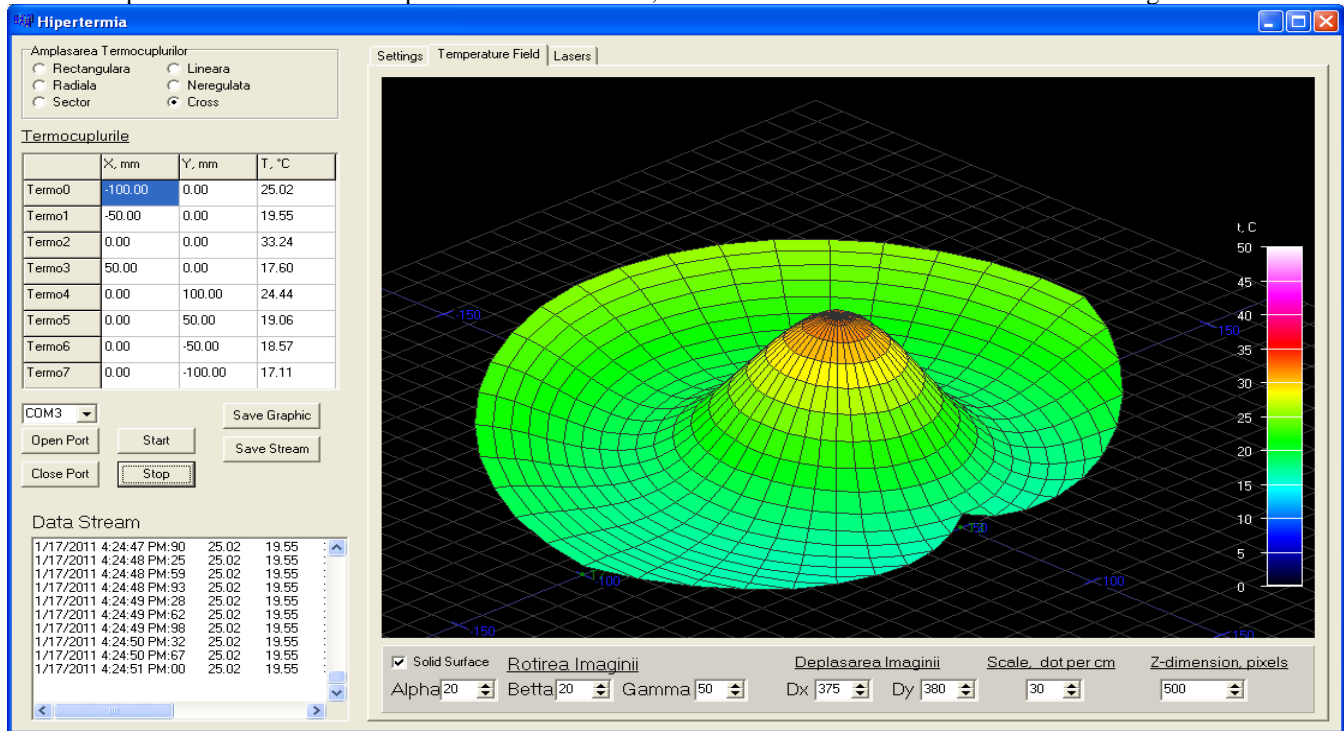 Hipertermia
Amplasarea Termocuplurilor
Rectangulara Lineara
Radiala Neregulata
Sector Cross
Termocuplurile
X, mm Y, mm T, °C
Termo0 -100.00 0.00 25.02
Termo1 -50.00 0.00 19.55
Termo2 0.00 0.00 33.24
Termo3 50.00 0.00 17.60
Termo4 0.00 100.00 24.44
Termo5 0.00 50.00 19.06
Termo6 0.00 -50.00 18.57
Termo7 0.00 -100.00 17.11
COM3 Save Graphic
Open Port Start Save Stream
Close Port Stop
Data Stream
1/17/2011 4:24:47 PM:90 25.02 19.55
1/17/2011 4:24:48 PM:25 25.02 19.55
1/17/2011 4:24:48 PM:59 25.02 19.55
1/17/2011 4:24:48 PM:93 25.02 19.55
1/17/2011 4:24:49 PM:28 25.02 19.55
1/17/2011 4:24:49 PM:62 25.02 19.55
1/17/2011 4:24:49 PM:98 25.02 19.55
1/17/2011 4:24:50 PM:32 25.02 19.55
1/17/2011 4:24:50 PM:67 25.02 19.55
1/17/2011 4:24:51 PM:00 25.02 19.55
Settings Temperature Field Lasers
t, C
50
45
40
35
30
25
20
15
10
5
0
-150
-150
-100
-100
-150
-150
Solid Surface Rotirea Imaginii Deplasarea Imaginii Scale, dot per cm Z-dimension, pixels
Alpha 20 Betta 20 Gamma 50 Dx 375 Dy 380 30 500